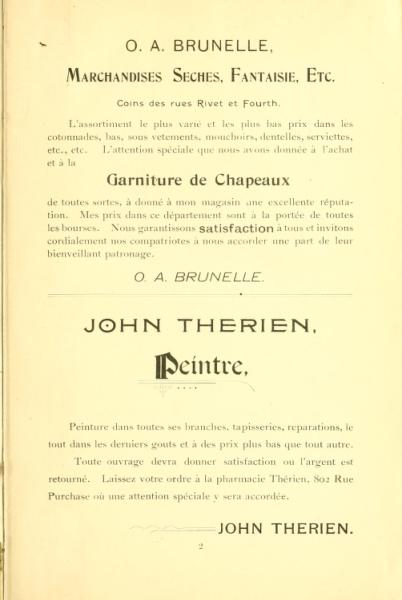 O. A. BRUNELLE,
MARCHANDISES SECHES, FANTAISIE, ETC.
Coins des rues Rivet et Fourth.
L'assortiment le plus varié et les plus bas prix dans les
cotonnades, bas, sous vetements, mouchoirs, dentelles, serviettes,
etc., etc. L'attention spéciale que nous avons donnée à l'achat
et à la
Garniture de Chapeaux
de toutes sortes, à donné à mon magasin une excellente réputa-
tion. Mes prix dans ce département sont à la portée de toutes
les bourses. Nous garantissons satisfaction à tous et invitons
cordialement nos compatriotes à nous accorder une part de leur
bienveillant patronage.
O. A. BRUNELLE.
JOHN THERIEN,
Peintre,
Peinture dans toutes ses branches, tapisseries, reparations, le
tout dans les derniers gouts et à des prix plus bas que tout autre.
Toute ouvrage devra donner satisfaction ou l'argent est
retourné. Laissez votre ordre à la pharmacie Thérien, 802 Rue
Purchase où une attention spéciale y sera accordée.
JOHN THERIEN.
2